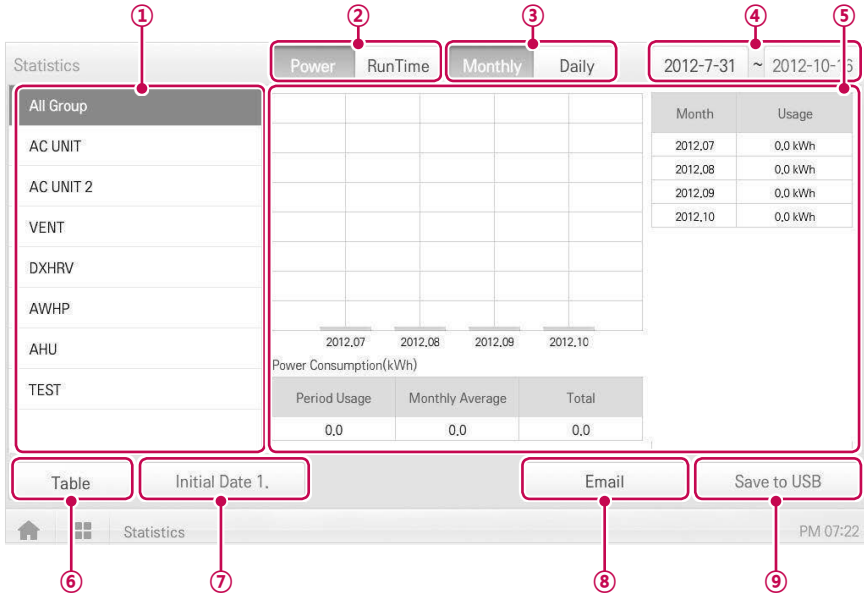 ① ② ③ ④ ⑤
Statistics Power RunTime Monthly Daily 2012-7-31 ~ 2012-10-16
All Group
AC UNIT
AC UNIT 2
VENT
DXHRV
AWHP
AHU
TEST
2012.07 2012.08 2012.09 2012.10
Power Consumption(kWh)
Period Usage Monthly Average Total
0.0 0.0 0.0
Month Usage
2012.07 0.0 kWh
2012.08 0.0 kWh
2012.09 0.0 kWh
2012.10 0.0 kWh
Table Initial Date 1. Email Save to USB
Statistics PM 07:22
⑥ ⑦ ⑧ ⑨